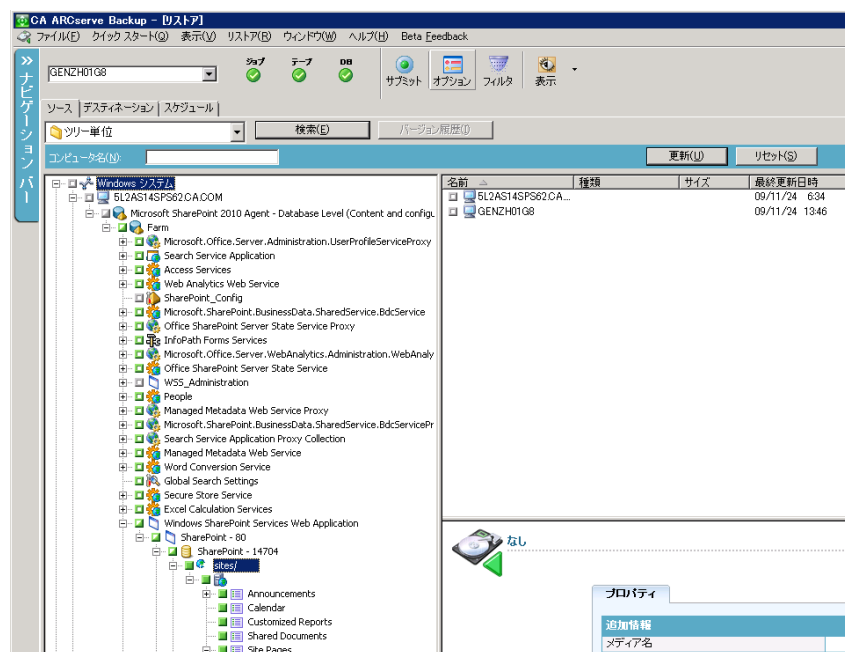 CA ARCserve Backup - [リストア]
ファイル(F) クイック スタート(Q) 表示(V) リストア(R) ウィンドウ(W) ヘルプ(H) Beta Feedback
ナビゲーション バー
GENZH01G8
ジョブ テープ DB
サブミット オプション フィルタ 表示
ソース デスティネーション スケジュール
ツリー単位 検索(E) バージョン履歴(I)
コンピュータ名(N): 更新(U) リセット(S)
Windows システム
5L2AS14SPS62.CA.COM
Microsoft SharePoint 2010 Agent - Database Level (Content and configu
Farm
Microsoft.Office.Server.Administration.UserProfileServiceProxy
Search Service Application
Access Services
Web Analytics Web Service
SharePoint_Config
Microsoft.SharePoint.BusinessData.SharedService.BdcService
Office SharePoint Server State Service Proxy
InfoPath Forms Services
Microsoft.Office.Server.WebAnalytics.Administration.WebAnaly
Office SharePoint Server State Service
WSS_Administration
People
Managed Metadata Web Service Proxy
Microsoft.SharePoint.BusinessData.SharedService.BdcServicePr
Search Service Application Proxy Collection
Managed Metadata Web Service
Word Conversion Service
Global Search Settings
Secure Store Service
Excel Calculation Services
Windows SharePoint Services Web Application
SharePoint - 80
SharePoint - 14704
sites/
Announcements
Calendar
Customized Reports
Shared Documents
Site Pages
名前 種類 サイズ 最終更新日時
5L2AS14SPS62.CA... 09/11/24 6:34
GENZH01G8 09/11/24 13:46
なし
プロパティ
追加情報
メディア名